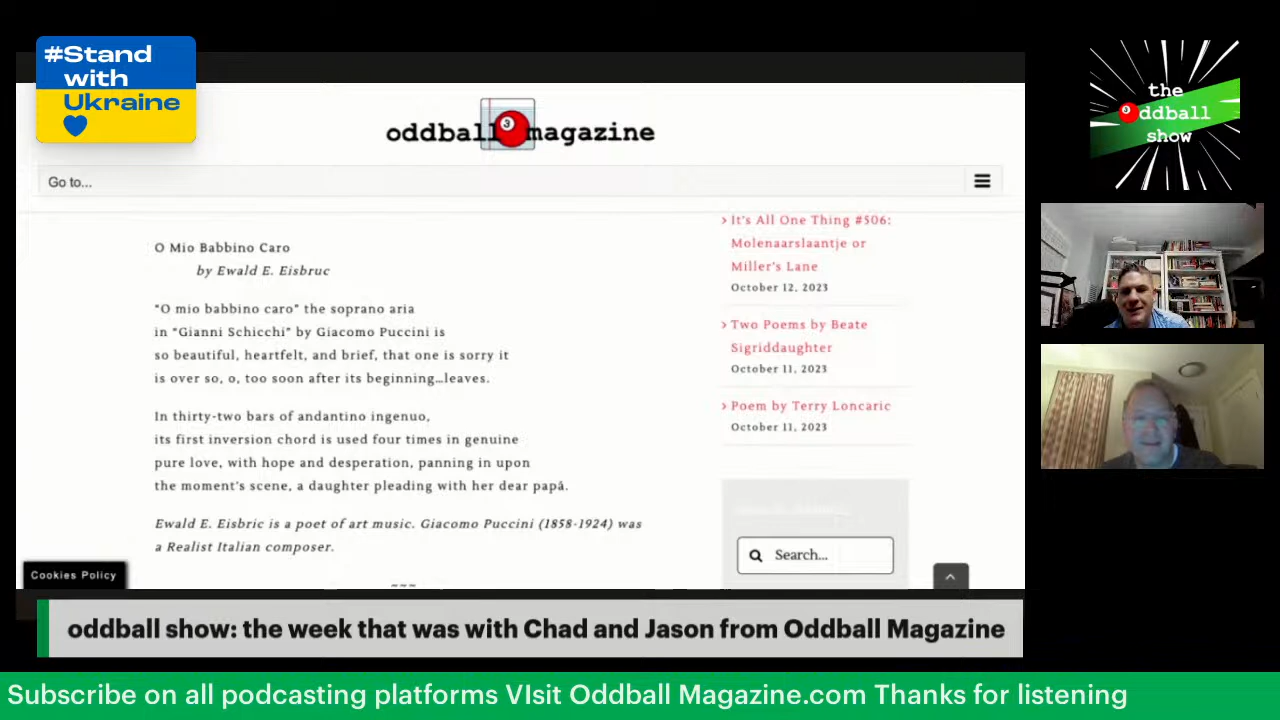 #Stand
with
Ukraine
oddball 3 magazine
Go to...
O Mio Babbino Caro
by Ewald E. Eisbruc
"O mio babbino caro" the soprano aria
in "Gianni Schicchi" by Giacomo Puccini is
so beautiful, heartfelt, and brief, that one is sorry it
is over so, o, too soon after its beginning…leaves.
In thirty-two bars of andantino ingenuo,
its first inversion chord is used four times in genuine
pure love, with hope and desperation, panning in upon
the moment's scene, a daughter pleading with her dear papá.
Ewald E. Eisbric is a poet of art music. Giacomo Puccini (1858-1924) was
a Realist Italian composer.
~~~
› It's All One Thing #506:
Molenaarslaantje or
Miller's Lane
October 12, 2023
› Two Poems by Beate
Sigriddaughter
October 11, 2023
› Poem by Terry Loncaric
October 11, 2023
Search...
Cookies Policy
the
3ddball
show
oddball show: the week that was with Chad and Jason from Oddball Magazine
Subscribe on all podcasting platforms VIsit Oddball Magazine.com Thanks for listening